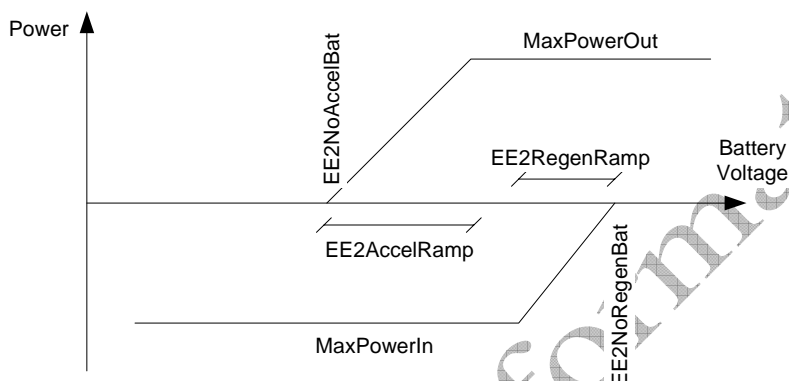 Power
MaxPowerOut
EE2NoAccelBat
EE2RegenRamp
Battery
Voltage
EE2AccelRamp
MaxPowerIn
EE2NoRegenBat